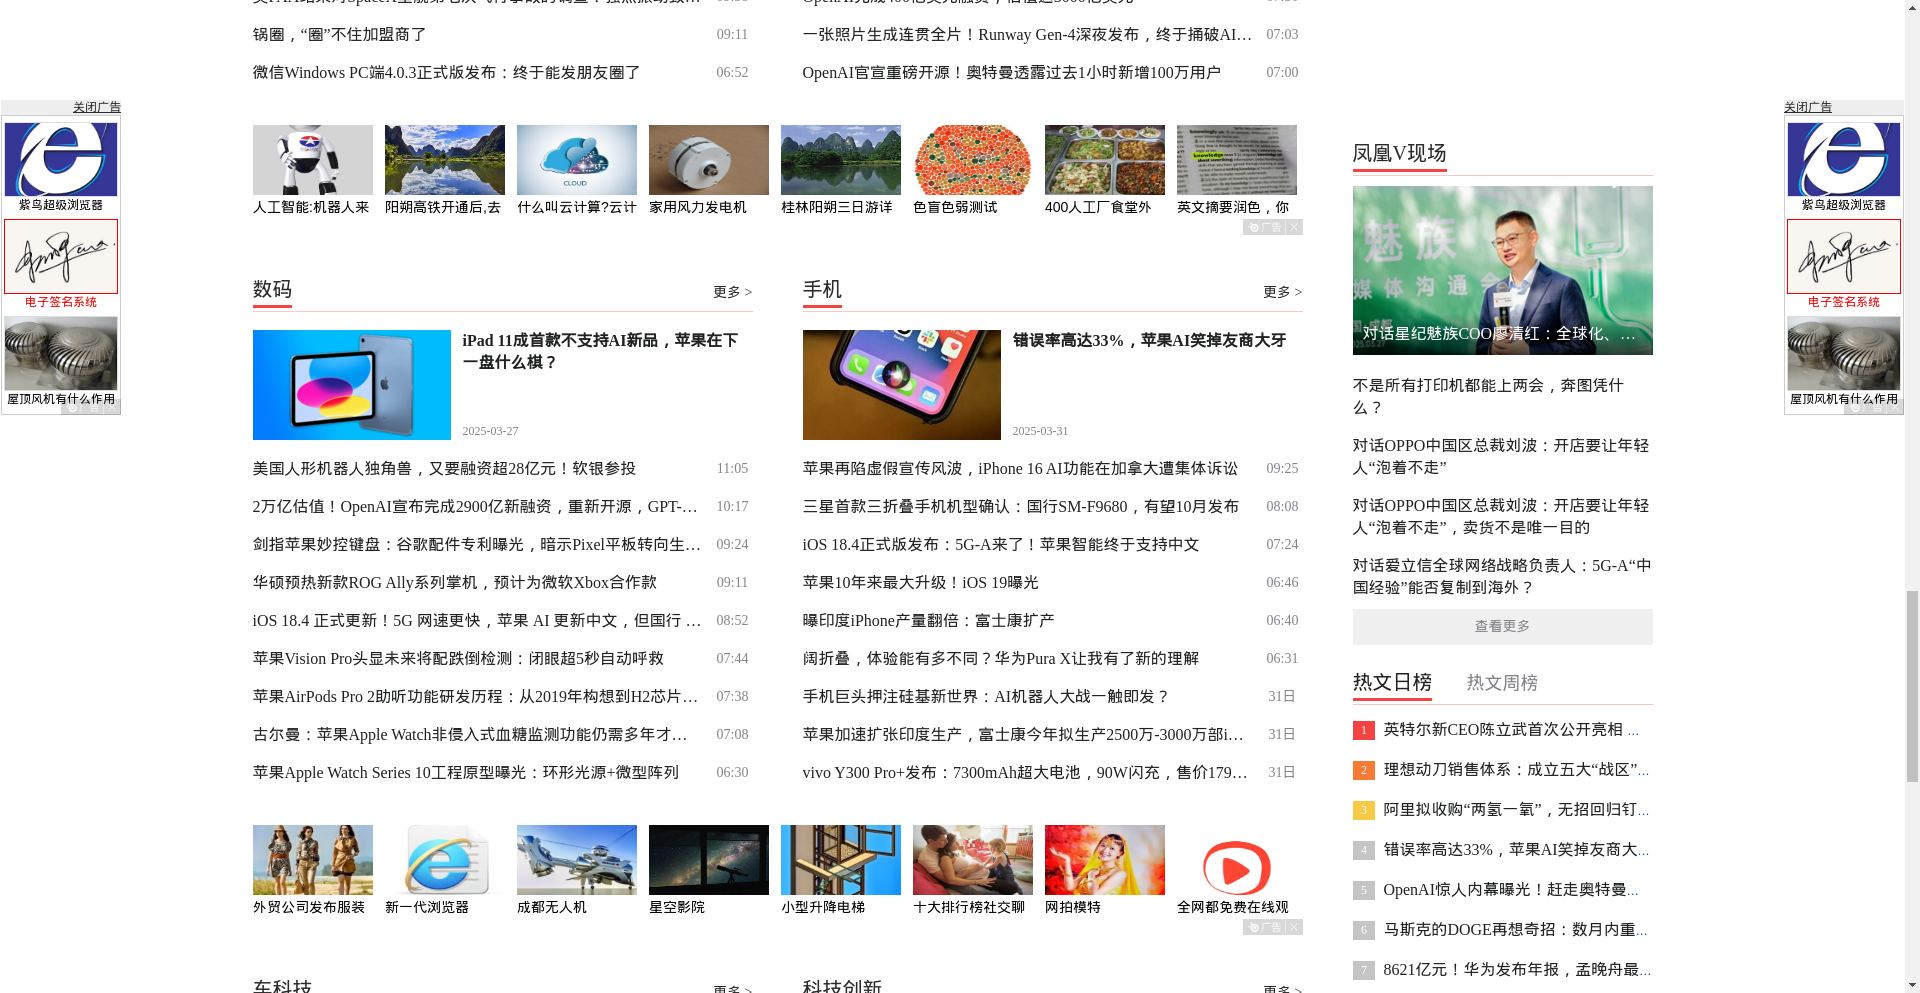 锅圈，“圈”不住加盟商了 09:11
微信Windows PC端4.0.3正式版发布：终于能发朋友圈了 06:52
一张照片生成连贯全片！Runway Gen-4深夜发布，终于捅破AI… 07:03
OpenAI官宣重磅开源！奥特曼透露过去1小时新增100万用户 07:00
关闭广告
紫鸟超级浏览器
电子签名系统
屋顶风机有什么作用
广告
人工智能:机器人来
阳朔高铁开通后,去
CLOUD
什么叫云计算?云计
家用风力发电机
桂林阳朔三日游详
色盲色弱测试
400人工厂食堂外
英文摘要润色，你
广告
数码
更多 >
iPad 11成首款不支持AI新品，苹果在下
一盘什么棋？
2025-03-27
美国人形机器人独角兽，又要融资超28亿元！软银参投 11:05
2万亿估值！OpenAI宣布完成2900亿新融资，重新开源，GPT-… 10:17
剑指苹果妙控键盘：谷歌配件专利曝光，暗示Pixel平板转向生… 09:24
华硕预热新款ROG Ally系列掌机，预计为微软Xbox合作款 09:11
iOS 18.4 正式更新！5G 网速更快，苹果 AI 更新中文，但国行 … 08:52
苹果Vision Pro头显未来将配跌倒检测：闭眼超5秒自动呼救 07:44
苹果AirPods Pro 2助听功能研发历程：从2019年构想到H2芯片… 07:38
古尔曼：苹果Apple Watch非侵入式血糖监测功能仍需多年才… 07:08
苹果Apple Watch Series 10工程原型曝光：环形光源+微型阵列 06:30
手机
更多 >
错误率高达33%，苹果AI笑掉友商大牙
2025-03-31
苹果再陷虚假宣传风波，iPhone 16 AI功能在加拿大遭集体诉讼 09:25
三星首款三折叠手机机型确认：国行SM-F9680，有望10月发布 08:08
iOS 18.4正式版发布：5G-A来了！苹果智能终于支持中文 07:24
苹果10年来最大升级！iOS 19曝光 06:46
曝印度iPhone产量翻倍：富士康扩产 06:40
阔折叠，体验能有多不同？华为Pura X让我有了新的理解 06:31
手机巨头押注硅基新世界：AI机器人大战一触即发？ 31日
苹果加速扩张印度生产，富士康今年拟生产2500万-3000万部i… 31日
vivo Y300 Pro+发布：7300mAh超大电池，90W闪充，售价179… 31日
外贸公司发布服装
新一代浏览器
成都无人机
星空影院
小型升降电梯
十大排行榜社交聊
网拍模特
全网都免费在线观
广告
车科技
更多 >
科技创新
更多 >
凤凰V现场
魅族
媒体沟通会
对话星纪魅族COO廖清红：全球化、…
不是所有打印机都能上两会，奔图凭什
么？
对话OPPO中国区总裁刘波：开店要让年轻
人“泡着不走”
对话OPPO中国区总裁刘波：开店要让年轻
人“泡着不走”，卖货不是唯一目的
对话爱立信全球网络战略负责人：5G-A“中
国经验”能否复制到海外？
查看更多
热文日榜 热文周榜
1 英特尔新CEO陈立武首次公开亮相 ...
2 理想动刀销售体系：成立五大“战区”...
3 阿里拟收购“两氢一氧”，无招回归钉...
4 错误率高达33%，苹果AI笑掉友商大...
5 OpenAI惊人内幕曝光！赶走奥特曼...
6 马斯克的DOGE再想奇招：数月内重...
7 8621亿元！华为发布年报，孟晚舟最...
关闭广告
紫鸟超级浏览器
电子签名系统
屋顶风机有什么作用
广告